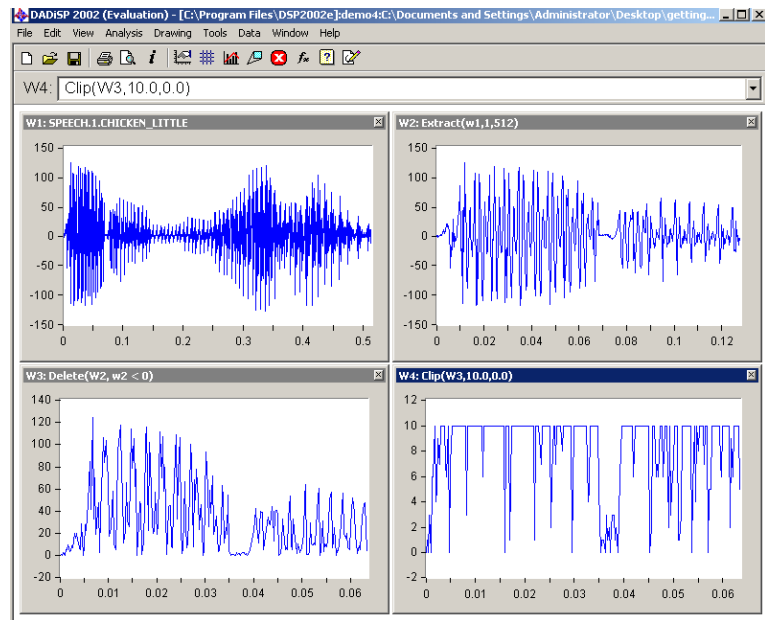 DADiSP 2002 (Evaluation) - [C:\Program Files\DSP2002e]:demo4:C:\Documents and Settings\Administrator\Desktop\getting...
File Edit View Analysis Drawing Tools Data Window Help
W4: Clip(W3,10.0,0.0)
W1: SPEECH.1.CHICKEN_LITTLE
150
100
50
0
-50
-100
-150
0 0.1 0.2 0.3 0.4 0.5
W2: Extract(w1,1,512)
150
100
50
0
-50
-100
-150
0 0.02 0.04 0.06 0.08 0.1 0.12
W3: Delete(W2, w2 < 0)
140
120
100
80
60
40
20
0
-20
0 0.01 0.02 0.03 0.04 0.05 0.06
W4: Clip(W3,10.0,0.0)
12
10
8
6
4
2
0
-2
0 0.01 0.02 0.03 0.04 0.05 0.06